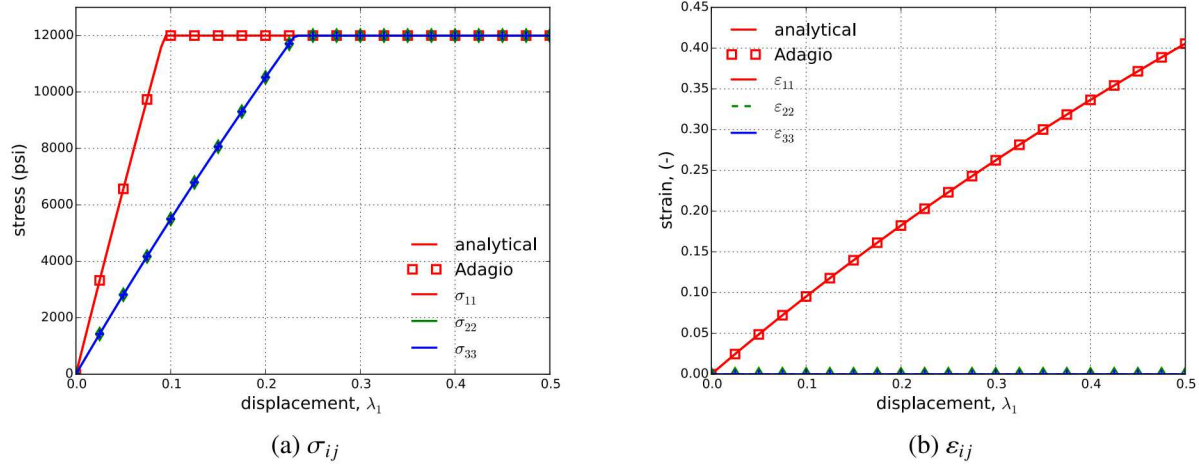 12000
10000
8000
6000
4000
2000
0
stress (psi)
analytical
Adagio
σ₁₁
σ₂₂
σ₃₃
0.0 0.1 0.2 0.3 0.4 0.5
displacement, λ₁
(a) σᵢⱼ
0.45
0.40
0.35
0.30
0.25
0.20
0.15
0.10
0.05
0.00
strain, (-)
analytical
Adagio
ε₁₁
ε₂₂
ε₃₃
0.0 0.1 0.2 0.3 0.4 0.5
displacement, λ₁
(b) εᵢⱼ